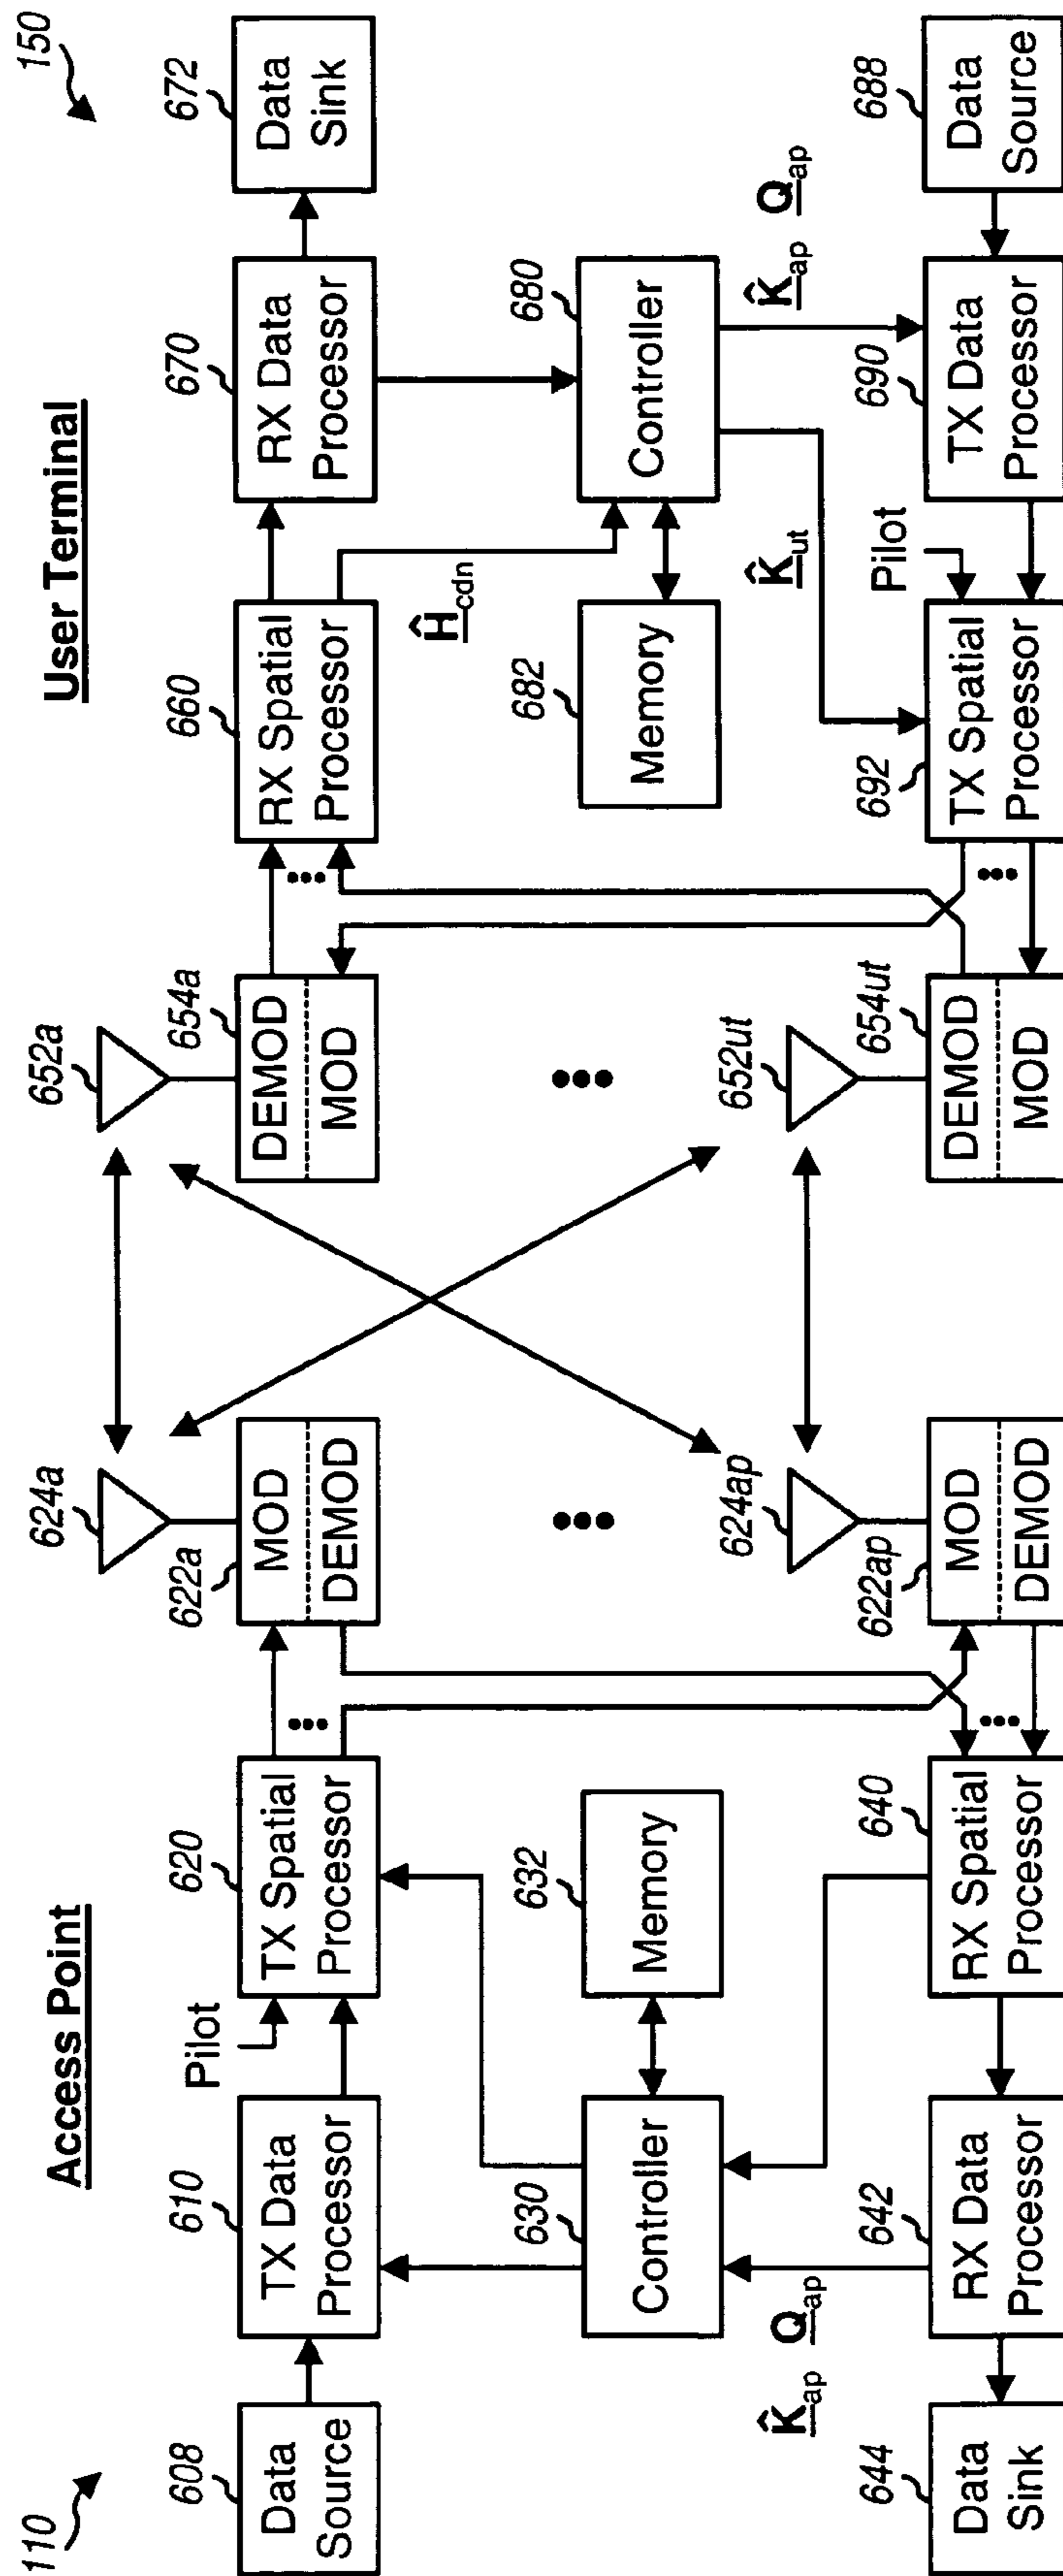 Access Point
User Terminal
110
150
608
Data
Source
610
TX Data
Processor
Pilot
620
TX Spatial
Processor
622a
MOD
DEMOD
624a
652a
654a
DEMOD
MOD
660
RX Spatial
Processor
670
RX Data
Processor
672
Data
Sink
630
Controller
632
Memory
Ĥcdn
682
Memory
680
Controller
K̂ap Qap
K̂ut
K̂ap Qap
644
Data
Sink
642
RX Data
Processor
640
RX Spatial
Processor
622ap
MOD
DEMOD
624ap
652ut
654ut
DEMOD
MOD
692
TX Spatial
Processor
Pilot
690
TX Data
Processor
688
Data
Source